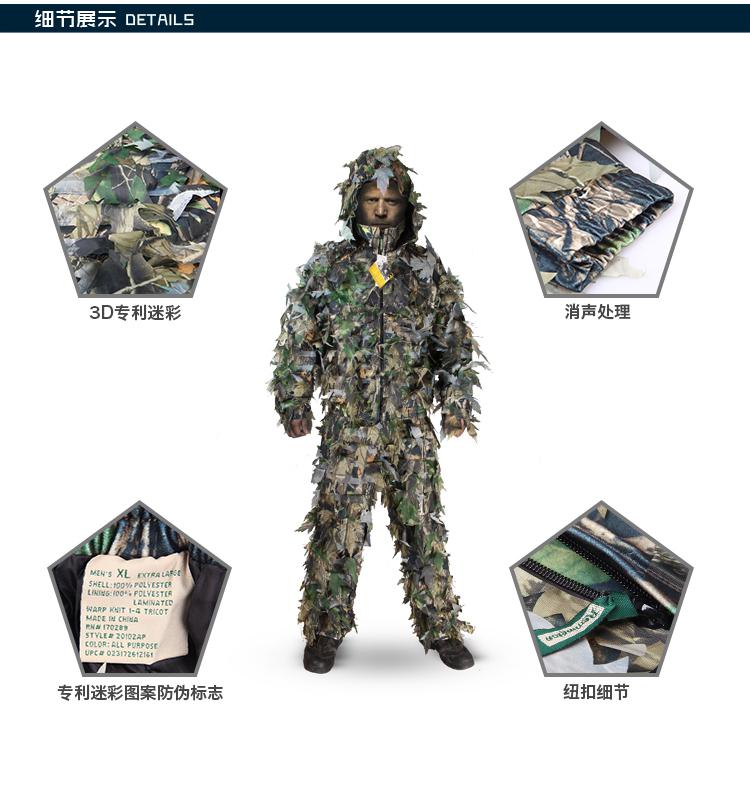 细节展示 DETAILS
3D专利迷彩
消声处理
MEN'S XL EXTRA LARGE
SHELL: 100% POLYESTER
LINING: 100% POLYESTER
LAMINATED
WARP KNIT 1-4 TRICOT
MADE IN CHINA
RN# 170289
STYLE# 20102AP
COLOR: ALL PURPOSE
UPC# 023172612161
专利迷彩图案防伪标志
纽扣细节